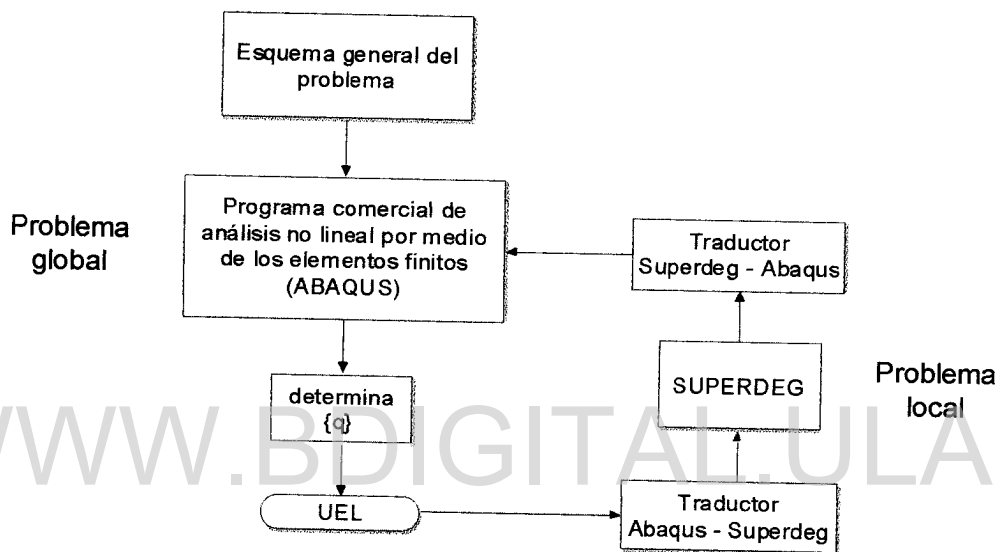 Esquema general del
problema
Problema
global
Programa comercial de
análisis no lineal por medio
de los elementos finitos
(ABAQUS)
Traductor
Superdeg - Abaqus
determina
{q}
SUPERDEG
Problema
local
WWW.BDIGITAL.ULA
UEL
Traductor
Abaqus - Superdeg